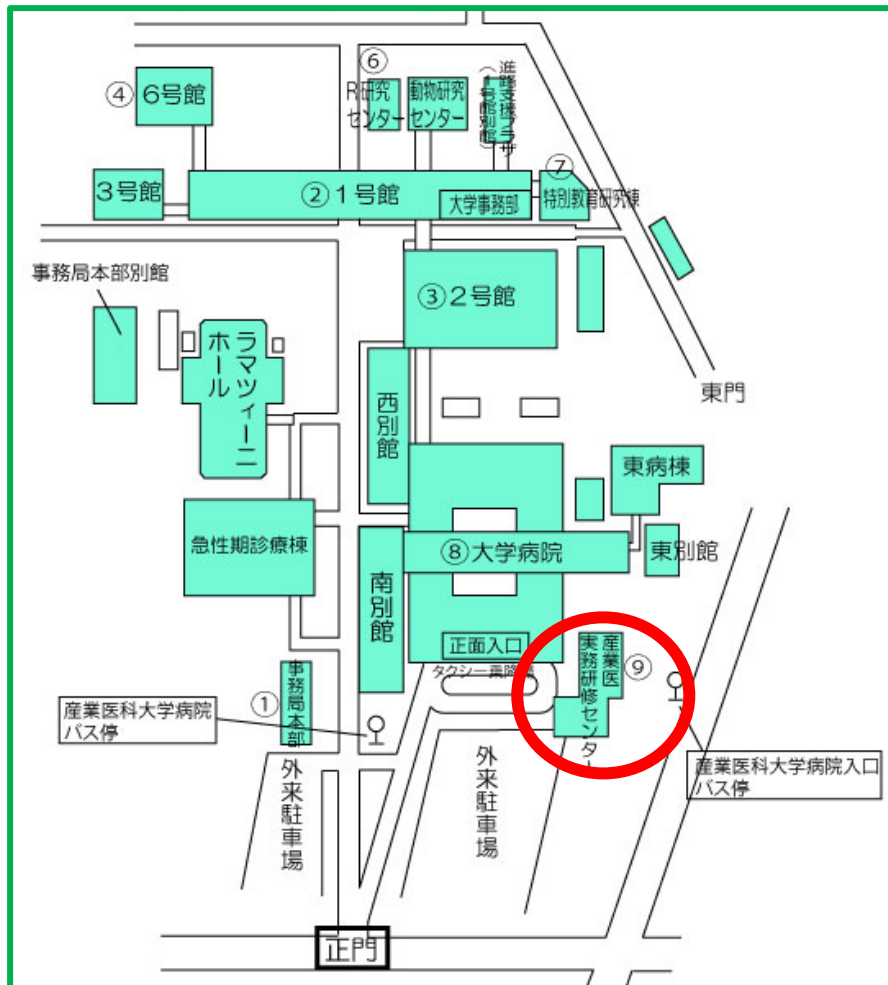 ④
6号館
⑥
R研究
センター
動物研究
センター
進路支援プラザ
(1号館別館)
3号館
②1号館
大学事務部
⑦
特別教育研究棟
事務局本部別館
③2号館
ラマツィーニ
ホール
西別館
東門
東病棟
急性期診療棟
⑧大学病院
東別館
南別館
正面入口
タクシー乗降場
産業医
実務研修センター
⑨
①
事務局本部
産業医科大学病院
バス停
外来駐車場
外来駐車場
産業医科大学病院入口
バス停
正門